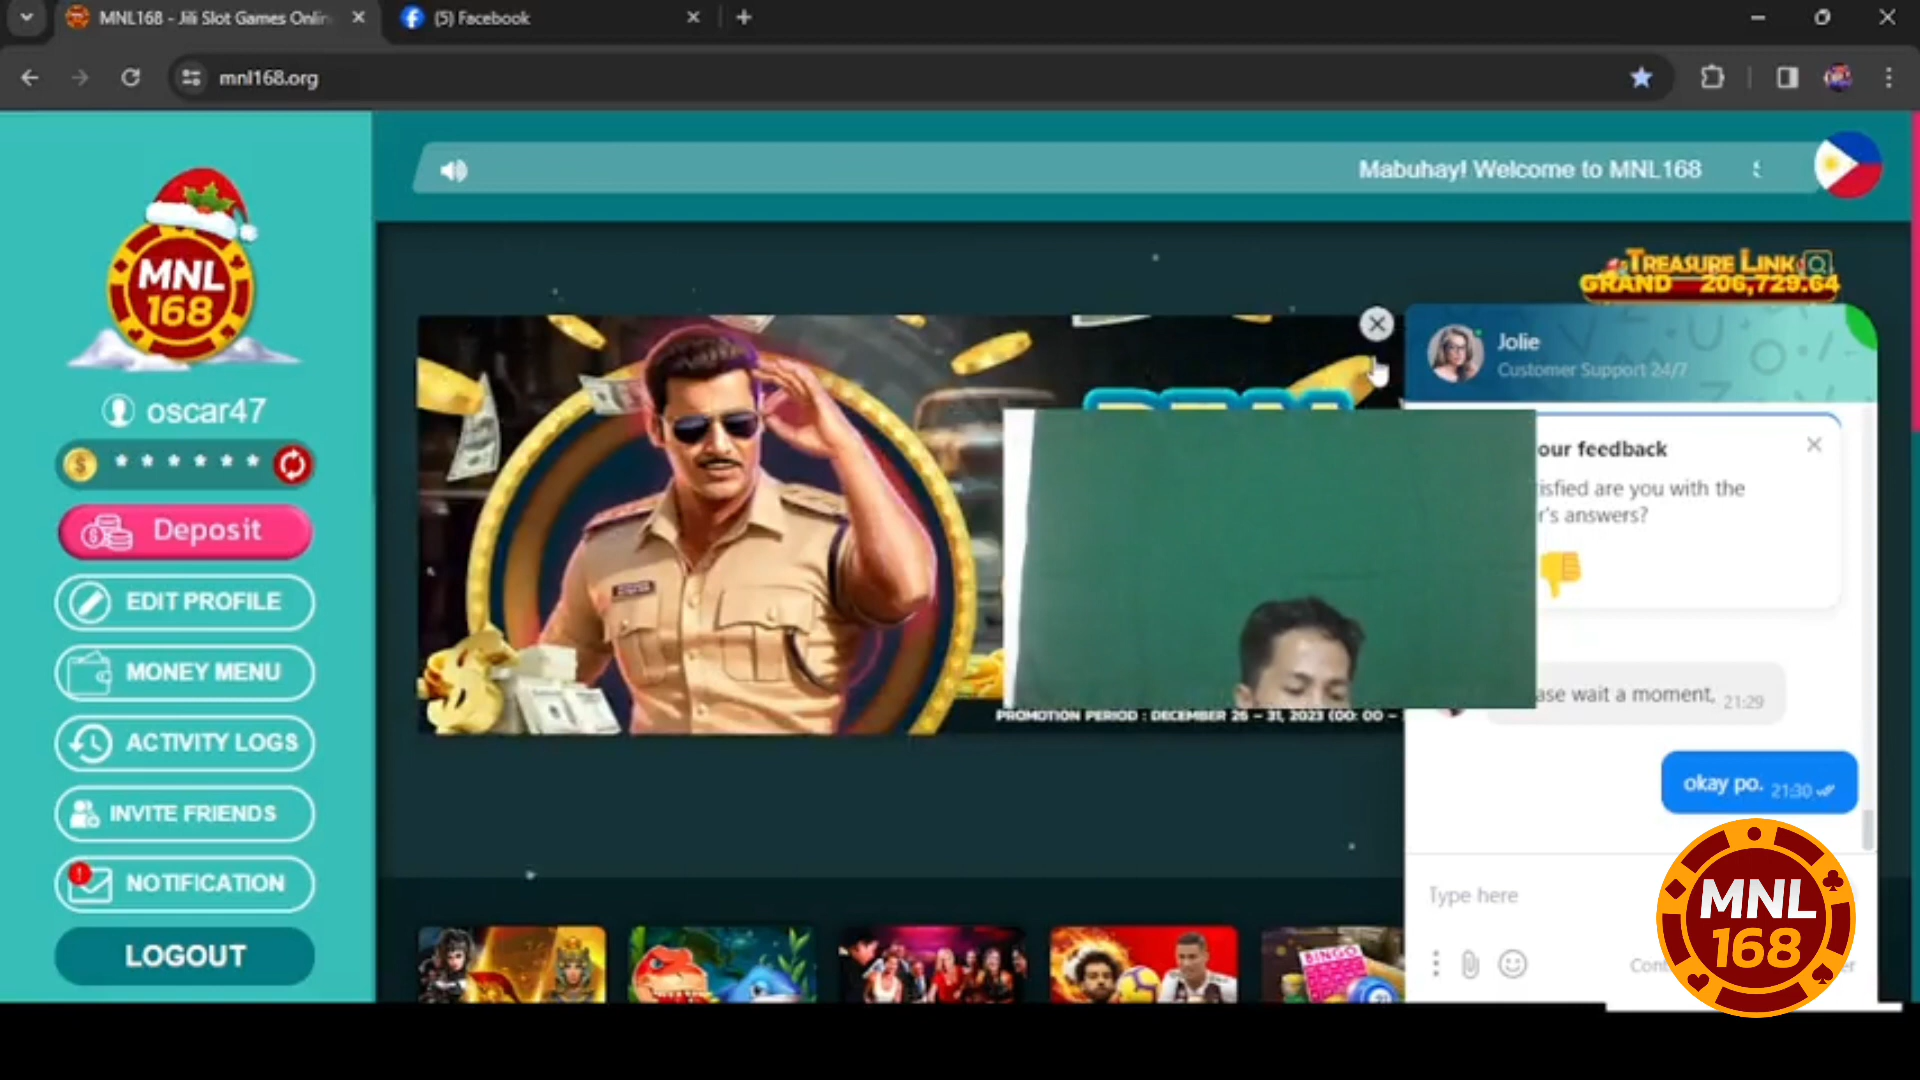 MNL168 - Jili Slot Games Onlin
(5) Facebook
mnl168.org
Mabuhay! Welcome to MNL168
MNL
168
TREASURE LINK
GRAND 206,729.64
oscar47
* * * * * *
Deposit
EDIT PROFILE
MONEY MENU
ACTIVITY LOGS
INVITE FRIENDS
NOTIFICATION
LOGOUT
PROMOTION PERIOD : DECEMBER 26 – 31, 2023 (00: 00 –
BINGO
Jolie
Customer Support 24/7
our feedback
isfied are you with the
r's answers?
ase wait a moment, 21:29
okay po. 21:30
Type here
MNL
168